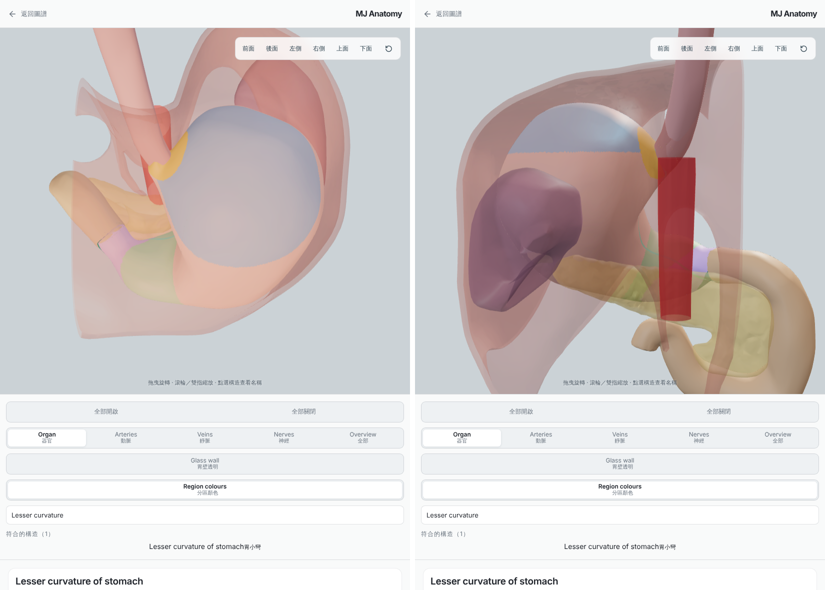 返回圖譜
MJ Anatomy
前面 後面 左側 右側 上面 下面
拖曳旋轉 · 滾輪／雙指縮放 · 點選構造查看名稱
全部開啟 全部關閉
Organ Arteries Veins Nerves Overview
器官 動脈 靜脈 神經 全部
Glass wall
胃壁透明
Region colours
分區顏色
Lesser curvature
符合的構造（1）
Lesser curvature of stomach胃小彎
Lesser curvature of stomach
返回圖譜
MJ Anatomy
前面 後面 左側 右側 上面 下面
拖曳旋轉 · 滾輪／雙指縮放 · 點選構造查看名稱
全部開啟 全部關閉
Organ Arteries Veins Nerves Overview
器官 動脈 靜脈 神經 全部
Glass wall
胃壁透明
Region colours
分區顏色
Lesser curvature
符合的構造（1）
Lesser curvature of stomach胃小彎
Lesser curvature of stomach